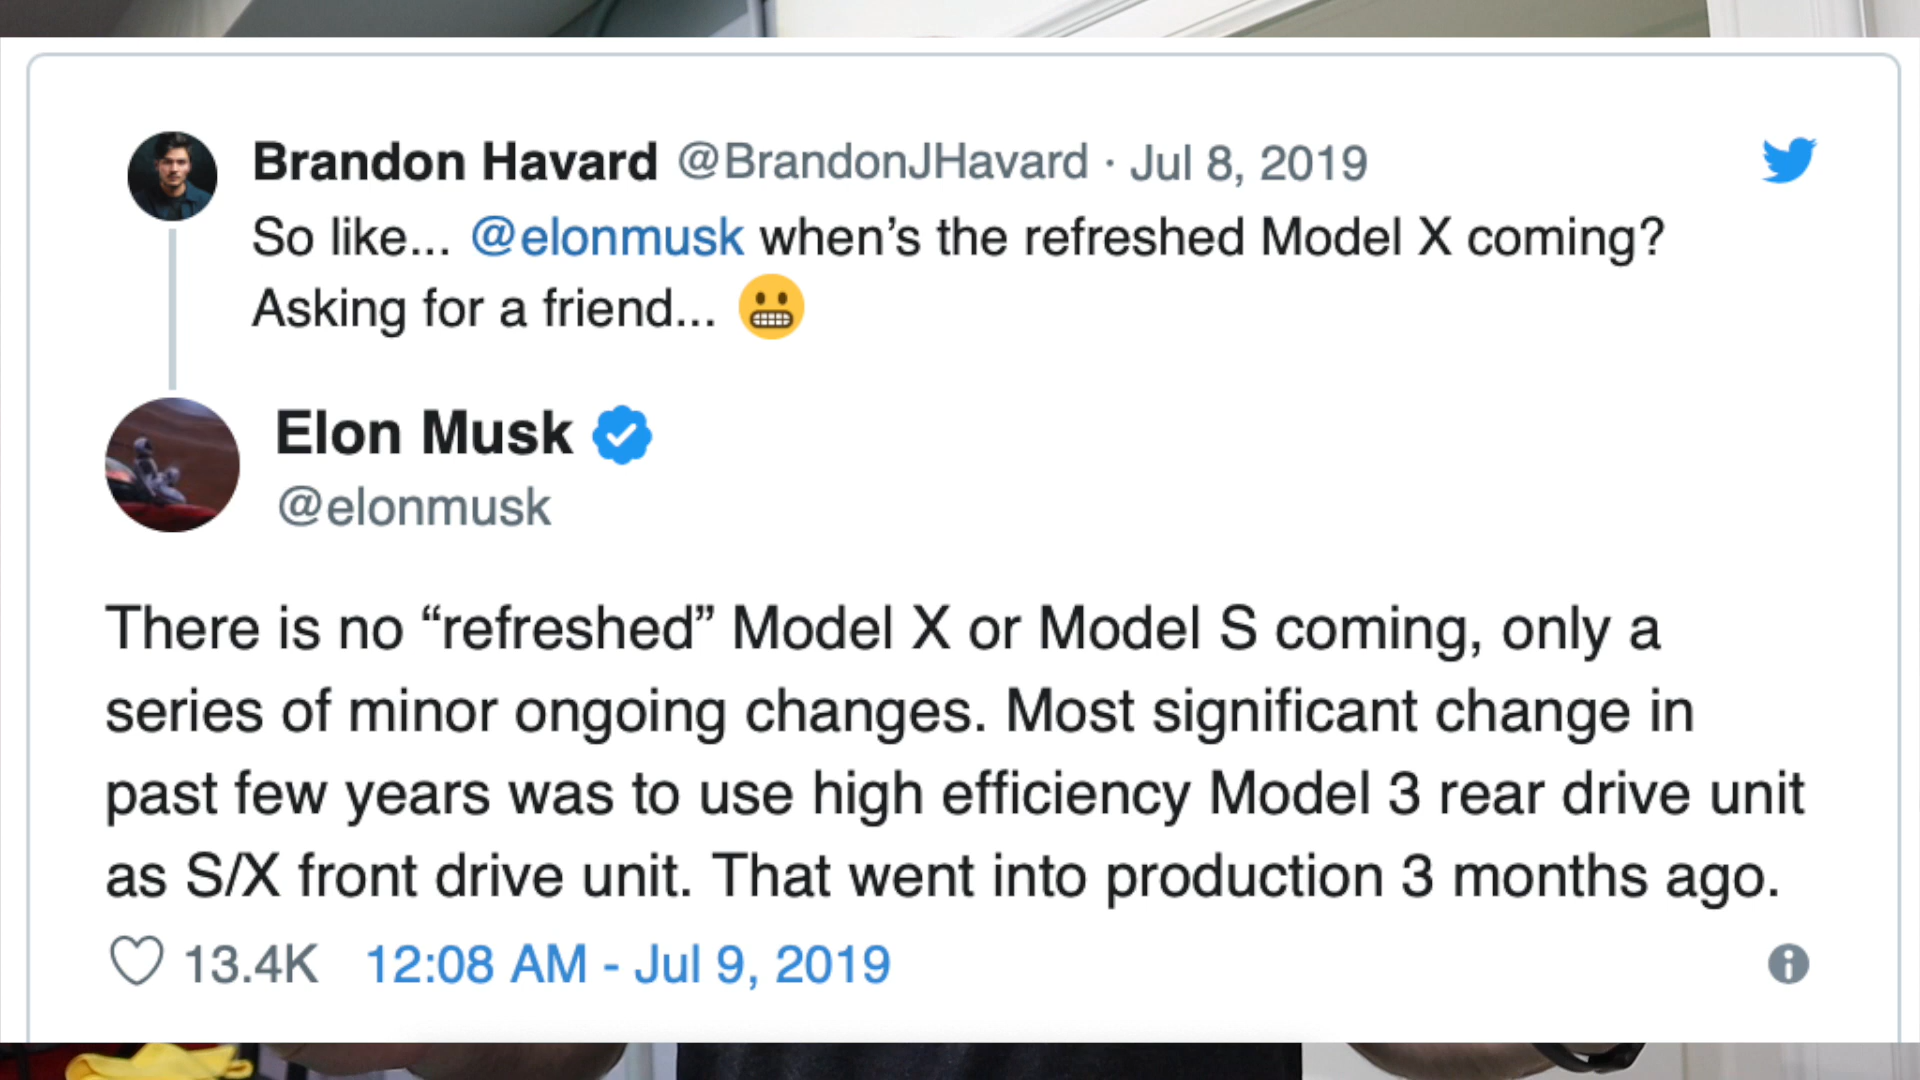 Brandon Havard @BrandonJHavard · Jul 8, 2019
So like... @elonmusk when’s the refreshed Model X coming?
Asking for a friend... 😬
Elon Musk
@elonmusk
There is no “refreshed” Model X or Model S coming, only a
series of minor ongoing changes. Most significant change in
past few years was to use high efficiency Model 3 rear drive unit
as S/X front drive unit. That went into production 3 months ago.
13.4K 12:08 AM - Jul 9, 2019